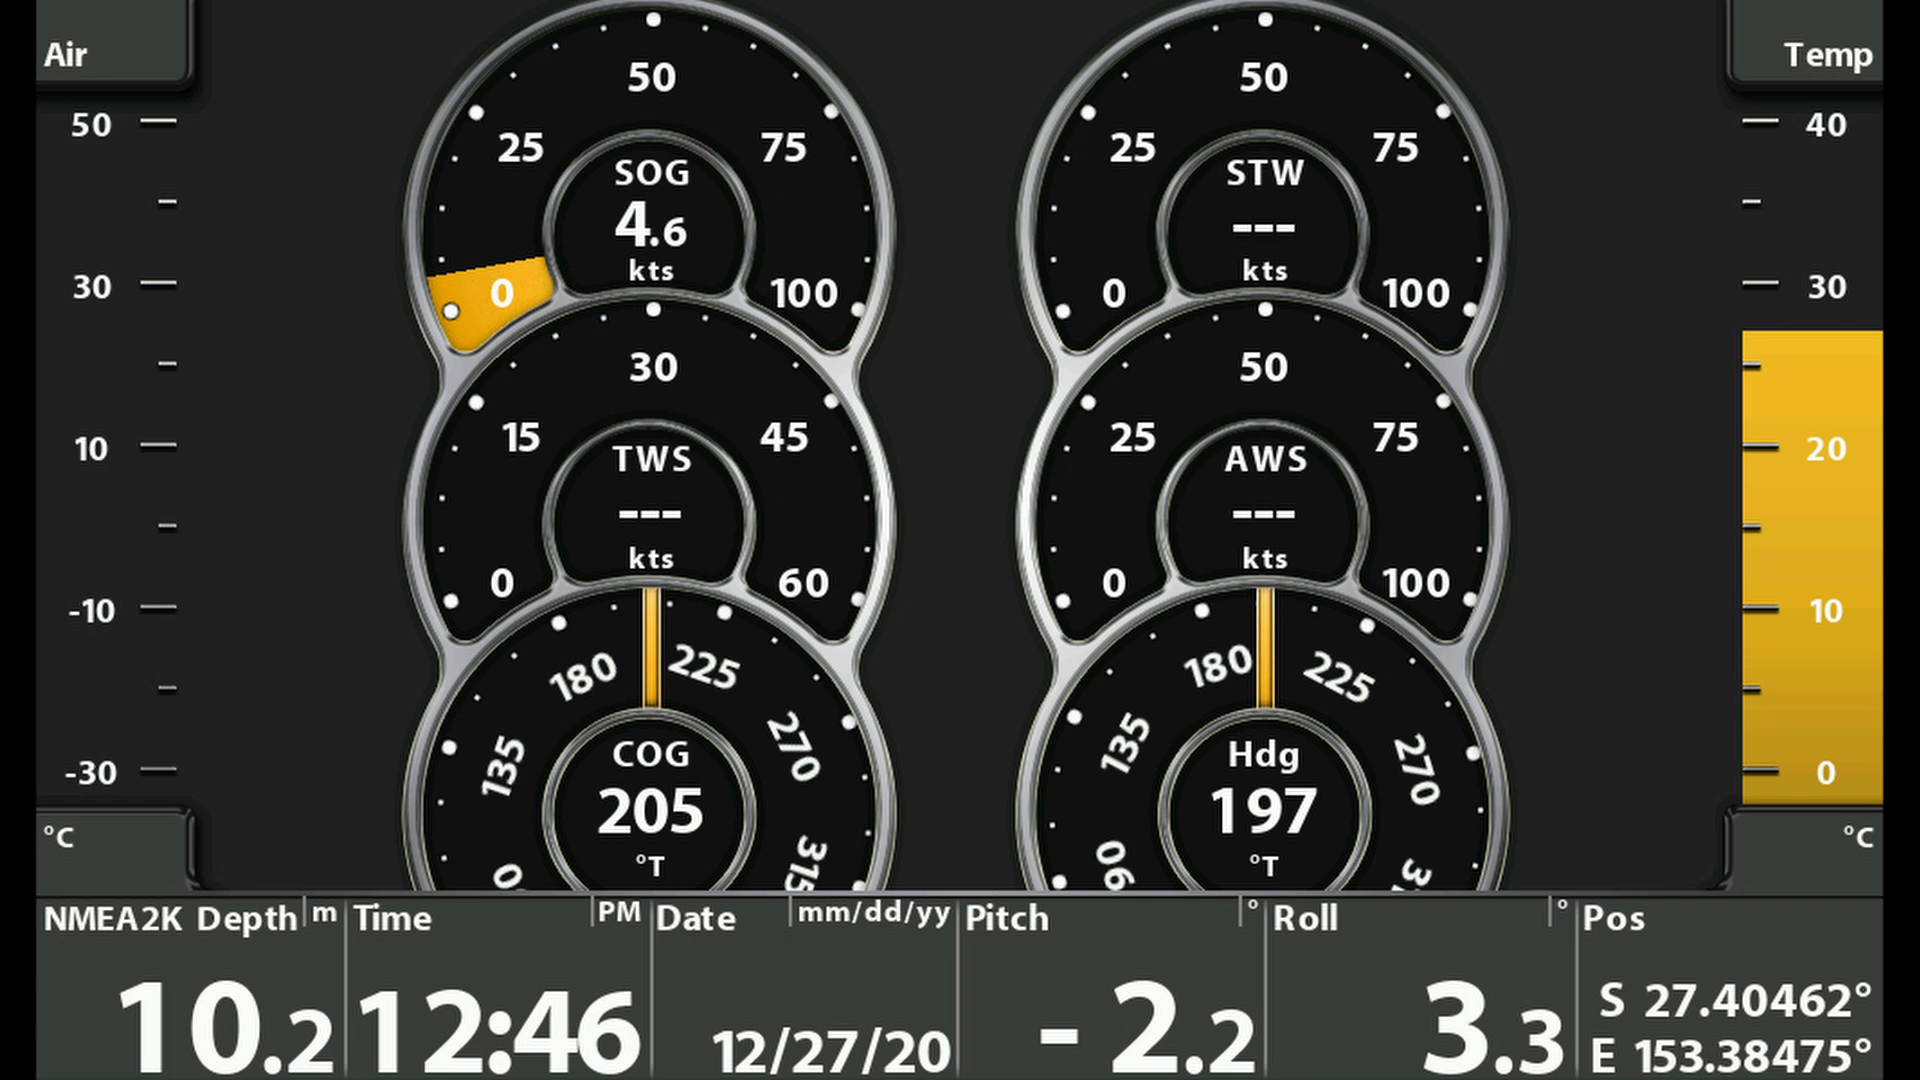 Air
50
30
10
-10
-30
°C
50
25
75
SOG
4.6
kts
0
100
30
15
45
TWS
---
kts
0
60
180
225
135
270
COG
205
°T
315
50
25
75
STW
---
kts
0
100
50
25
75
AWS
---
kts
0
100
180
225
135
270
Hdg
197
°T
90
Temp
40
30
20
10
0
°C
NMEA2K Depth m
10.2
Time PM
12:46
Date mm/dd/yy
12/27/20
Pitch °
- 2.2
Roll °
3.3
Pos
S 27.40462°
E 153.38475°